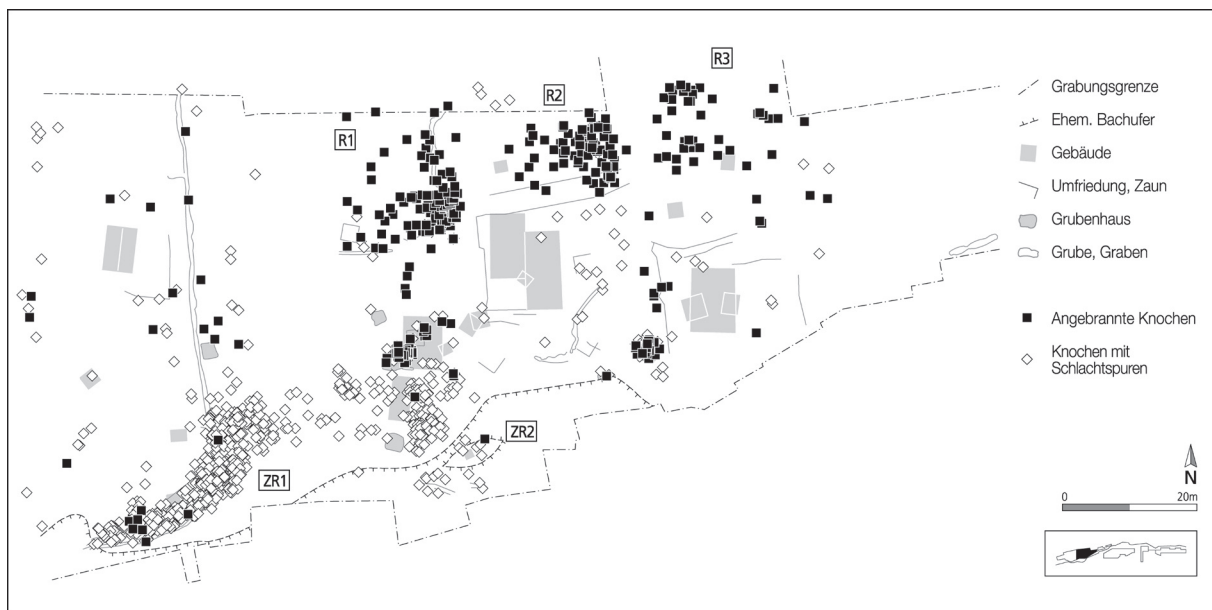 R3
R2
R1
ZR2
ZR1
Grabungsgrenze
Ehem. Bachufer
Gebäude
Umfriedung, Zaun
Grubenhaus
Grube, Graben
Angebrannte Knochen
Knochen mit
Schlachtspuren
N
0 20m